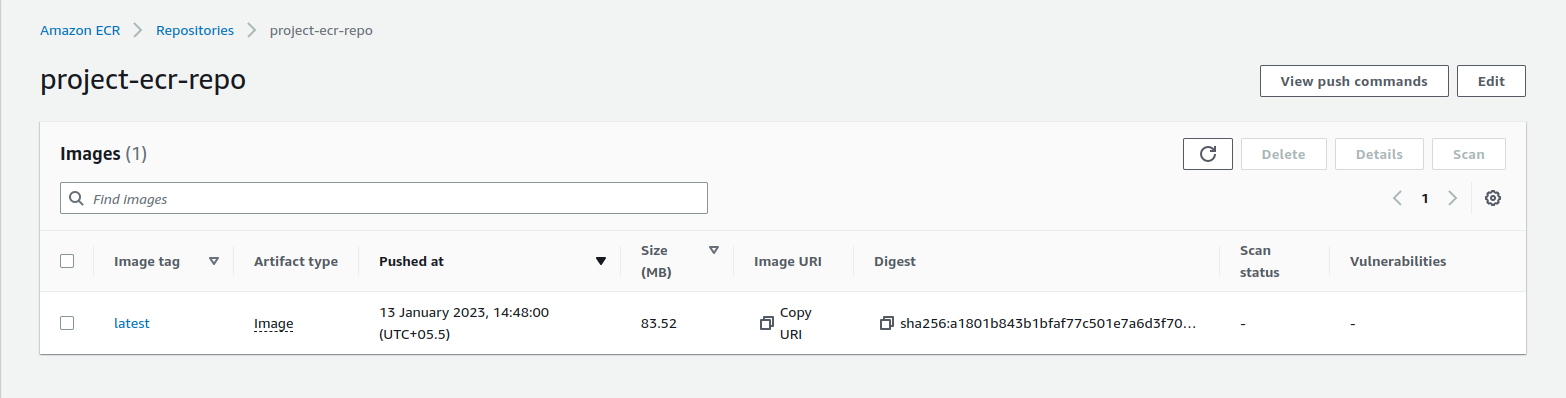 Amazon ECR Repositories project-ecr-repo
project-ecr-repo
View push commands Edit
Images (1)
Delete Details Scan
Find images
1
Image tag Artifact type Pushed at Size (MB) Image URI Digest Scan status Vulnerabilities
latest Image 13 January 2023, 14:48:00 (UTC+05.5) 83.52 Copy URI sha256:a1801b843b1bfaf77c501e7a6d3f70... - -